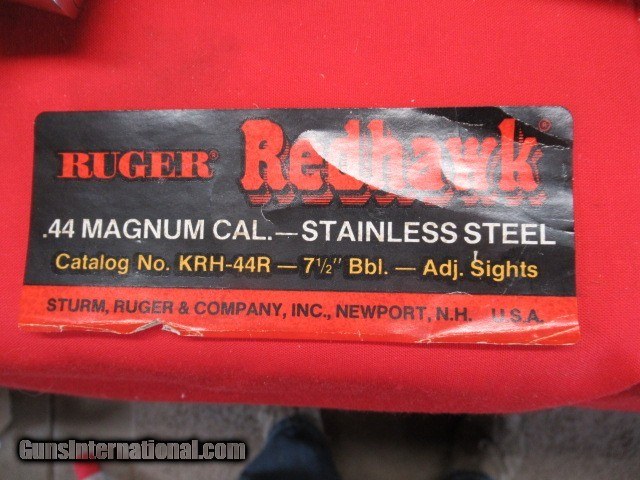 RUGER® Redhawk®
.44 MAGNUM CAL.—STAINLESS STEEL
Catalog No. KRH-44R — 7½" Bbl. — Adj. Sights
STURM, RUGER & COMPANY, INC., NEWPORT, N.H. U.S.A.
GunsInternational.com